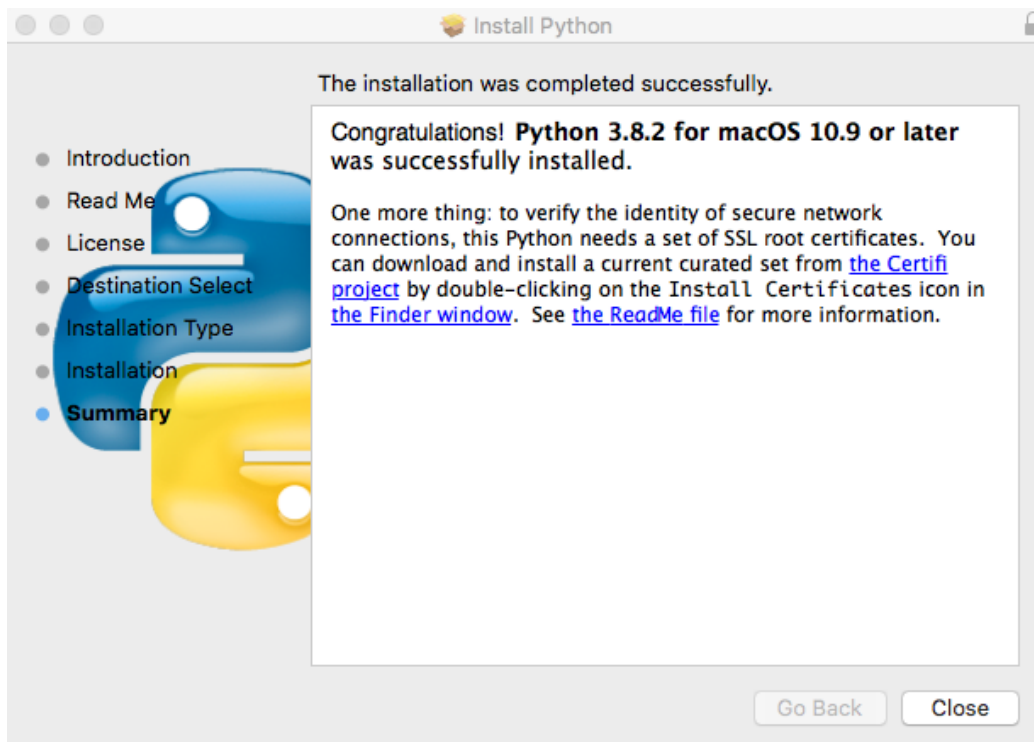 Install Python
The installation was completed successfully.
Introduction
Read Me
License
Destination Select
Installation Type
Installation
Summary
Congratulations! Python 3.8.2 for macOS 10.9 or later
was successfully installed.
One more thing: to verify the identity of secure network
connections, this Python needs a set of SSL root certificates.  You
can download and install a current curated set from the Certifi
project by double-clicking on the Install Certificates icon in
the Finder window.  See the ReadMe file for more information.
Go Back
Close